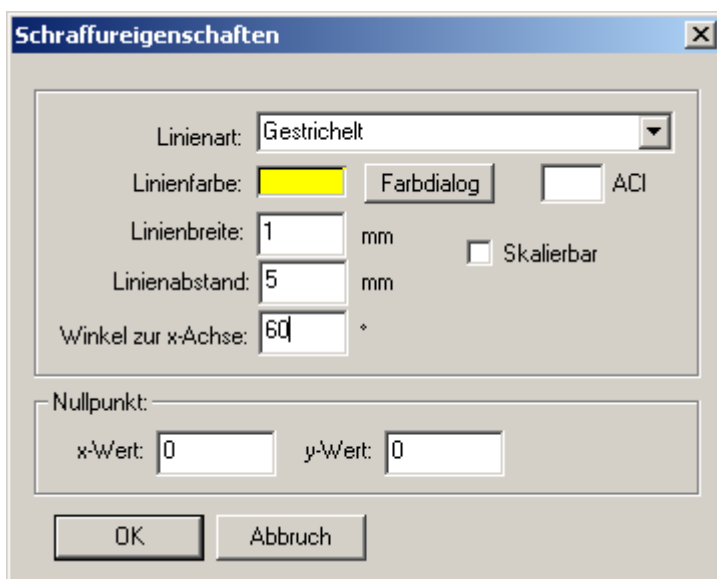 Schraffureigenschaften
Linienart: Gestrichelt
Linienfarbe: Farbdialog ACI
Linienbreite: 1 mm
Skalierbar
Linienabstand: 5 mm
Winkel zur x-Achse: 60 °
Nullpunkt:
x-Wert: 0 y-Wert: 0
OK Abbruch